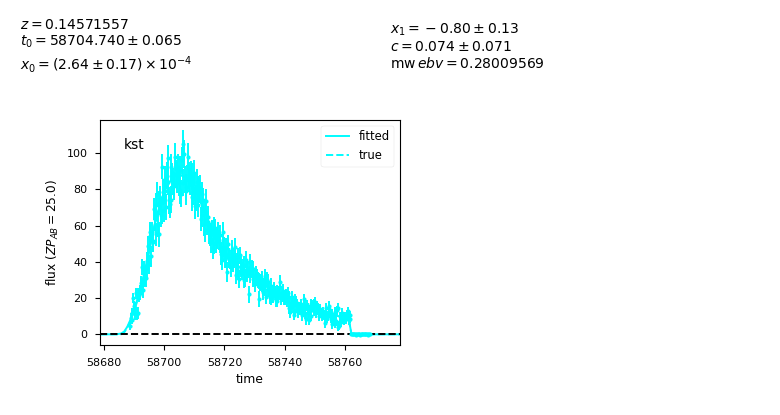 z = 0.14571557
t₀ = 58704.740 ± 0.065
x₀ = (2.64 ± 0.17) × 10⁻⁴
x₁ = −0.80 ± 0.13
c = 0.074 ± 0.071
mw ebv = 0.28009569
kst
fitted
true
100
80
60
40
20
0
flux (ZP_AB = 25.0)
58680 58700 58720 58740 58760
time